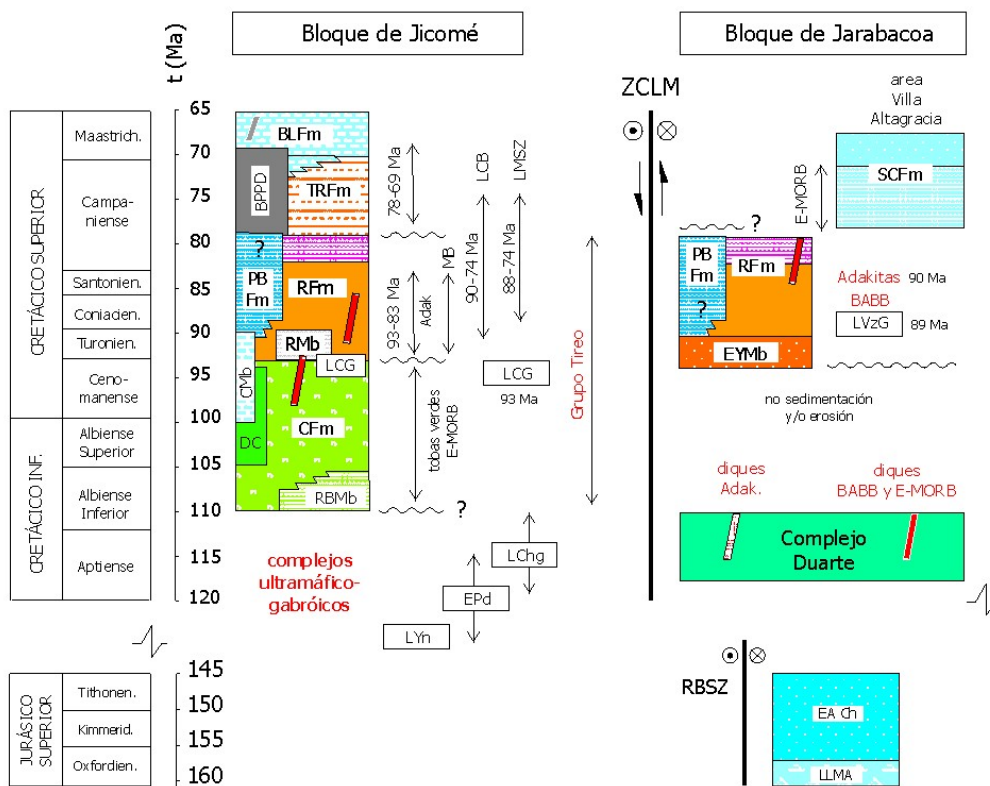 Bloque de Jicomé
Bloque de Jarabacoa
t (Ma)
65
70
75
80
85
90
95
100
105
110
115
120
145
150
155
160
CRETÁCICO SUPERIOR
Maastrich.
Campa-
niense
Santonien.
Coniacien.
Turonien.
Ceno-
manense
CRETÁCICO INF.
Albiense
Superior
Albiense
Inferior
Aptiense
JURÁSICO
SUPERIOR
Tithonen.
Kimmerid.
Oxfordien.
BLFm
BPPD
TRFm
?
PB
Fm
RFm
RMb
LCG
CMb
DC
CFm
RBMb
78-69 Ma
93-83 Ma
Adak
MB
LCB
90-74 Ma
LMSZ
88-74 Ma
tobas verdes
E-MORB
?
LCG
93 Ma
Grupo Tireo
complejos
ultramáfico-
gabróicos
LChg
EPd
LYn
ZCLM
area
Villa
Altagracia
SCFm
E-MORB
?
PB
Fm
?
RFm
EYMb
Adakitas
BABB
90 Ma
LVzG
89 Ma
no sedimentación
y/o erosión
diques
Adak.
diques
BABB y E-MORB
Complejo
Duarte
RBSZ
EA Ch
LLMA